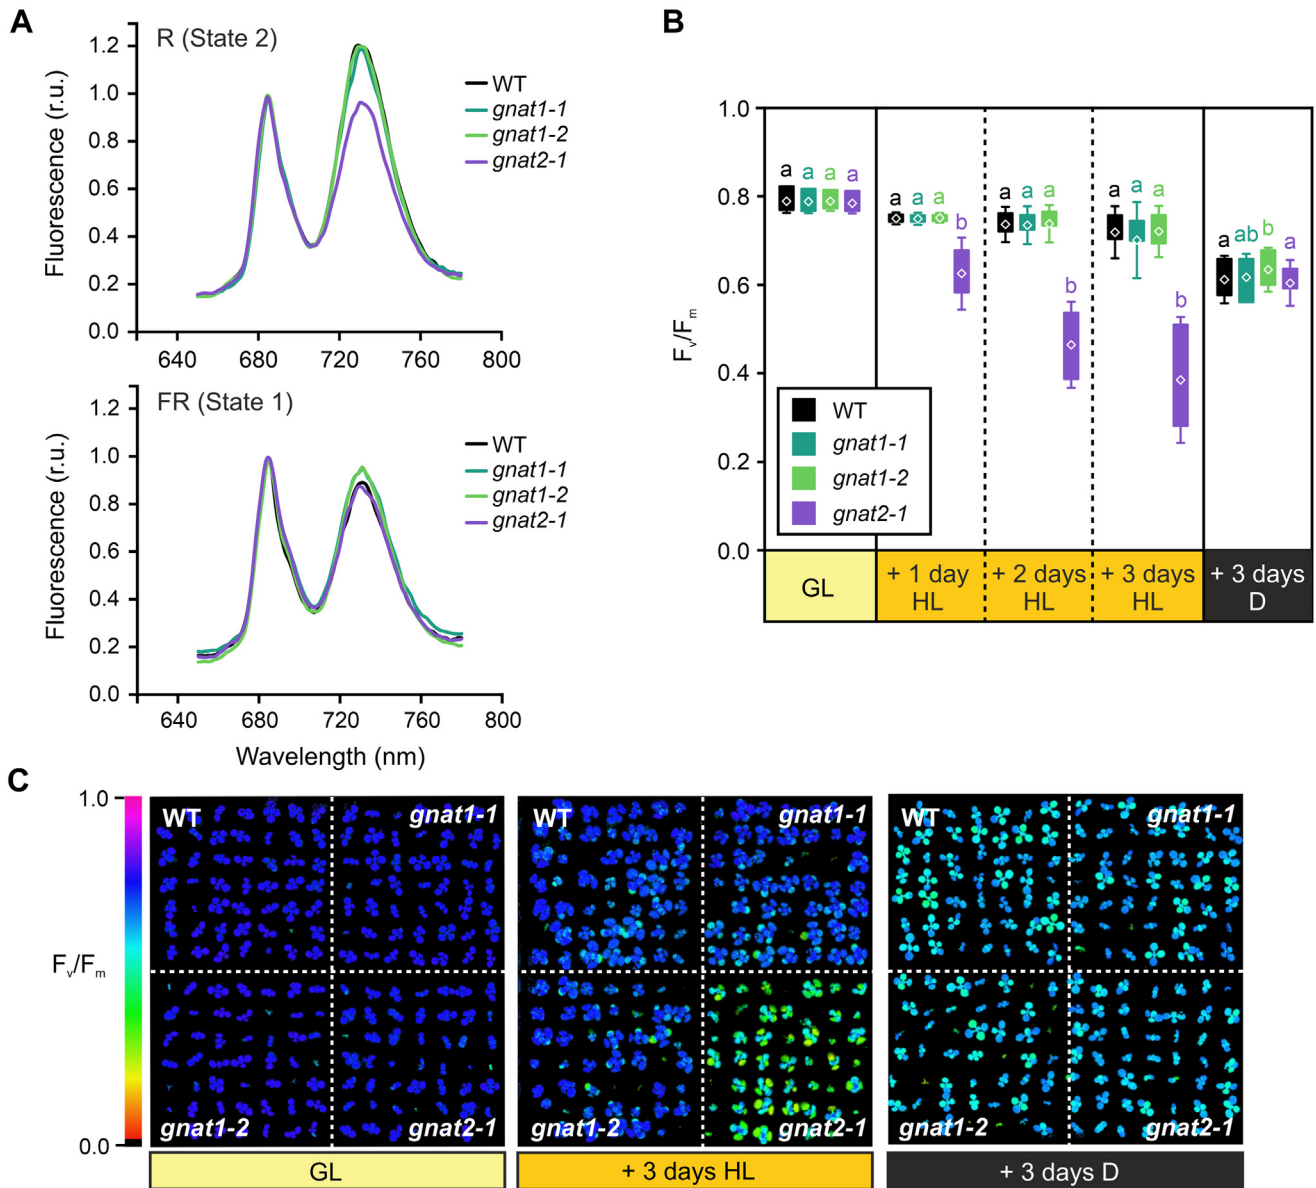 A
R (State 2)
1.2
1.0
0.8
0.6
0.4
0.2
0.0
Fluorescence (r.u.)
WT
gnat1-1
gnat1-2
gnat2-1
640 680 720 760 800
FR (State 1)
1.2
1.0
0.8
0.6
0.4
0.2
0.0
Fluorescence (r.u.)
WT
gnat1-1
gnat1-2
gnat2-1
640 680 720 760 800
Wavelength (nm)
B
1.0
0.8
0.6
0.4
0.2
0.0
Fv/Fm
a a a a
a a a b
a a a b
a a a b
a ab b a
WT
gnat1-1
gnat1-2
gnat2-1
GL
+ 1 day
HL
+ 2 days
HL
+ 3 days
HL
+ 3 days
D
C
1.0
Fv/Fm
0.0
WT gnat1-1
gnat1-2 gnat2-1
GL
WT gnat1-1
gnat1-2 gnat2-1
+ 3 days HL
WT gnat1-1
gnat1-2 gnat2-1
+ 3 days D